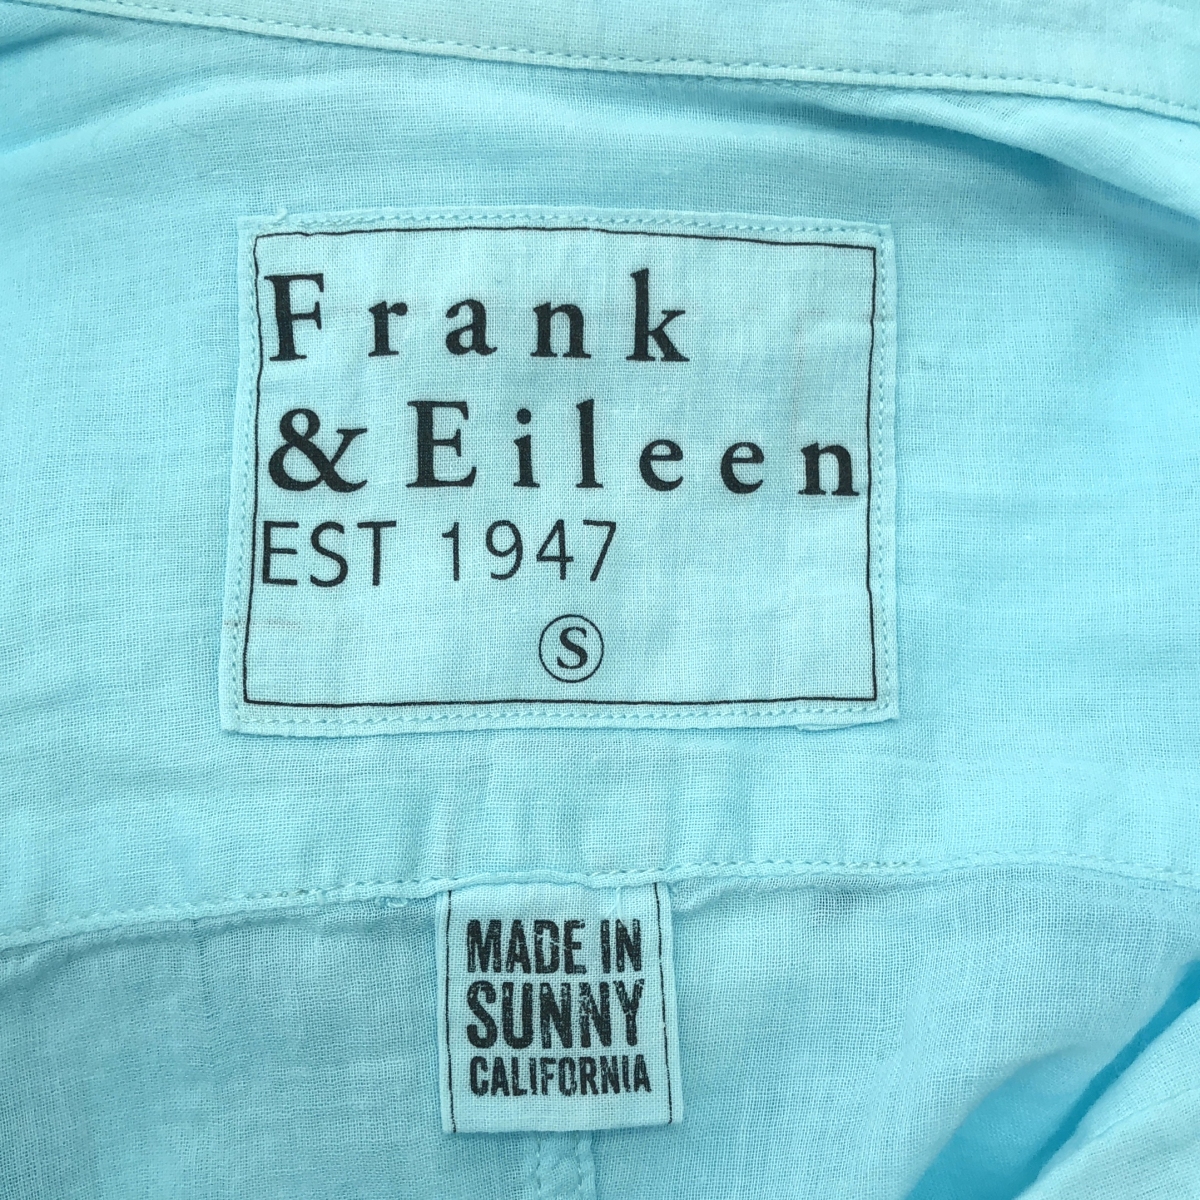 Frank
& Eileen
EST 1947
S
MADE IN
SUNNY
CALIFORNIA